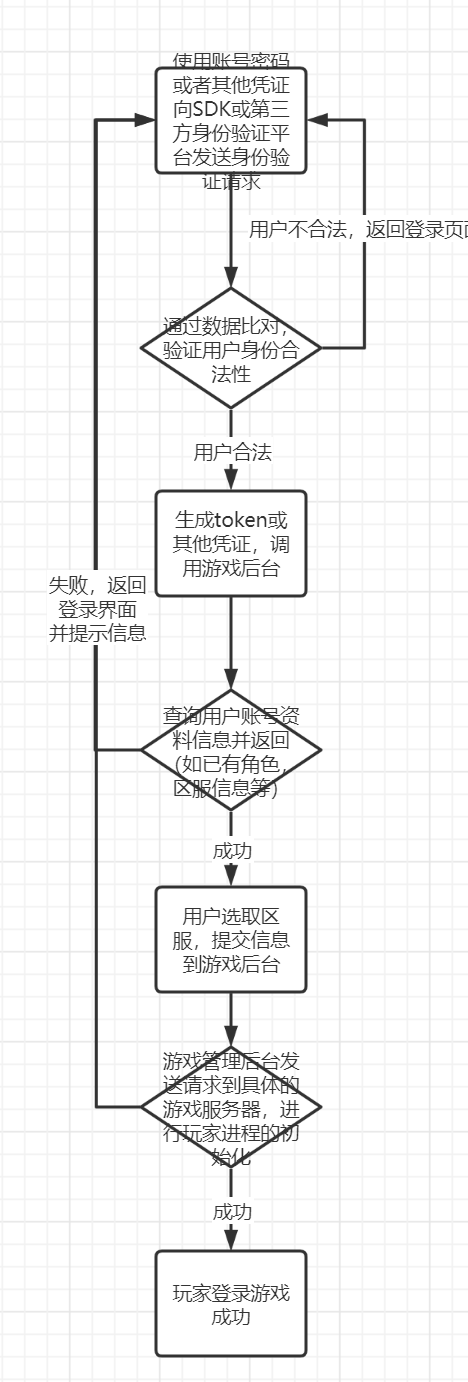 使用账号密码
或者其他凭证
向SDK或第三
方身份验证平
台发送身份验
证请求
用户不合法，返回登录页面
通过数据比对，
验证用户身份合
法性
用户合法
生成token或
其他凭证，调
用游戏后台
失败，返回
登录界面
并提示信息
查询用户账号资
料信息并返回
（如已有角色，
区服信息等）
成功
用户选取区
服，提交信息
到游戏后台
游戏管理后台发
送请求到具体的
游戏服务器，进
行玩家进程的初
始化
成功
玩家登录游戏
成功